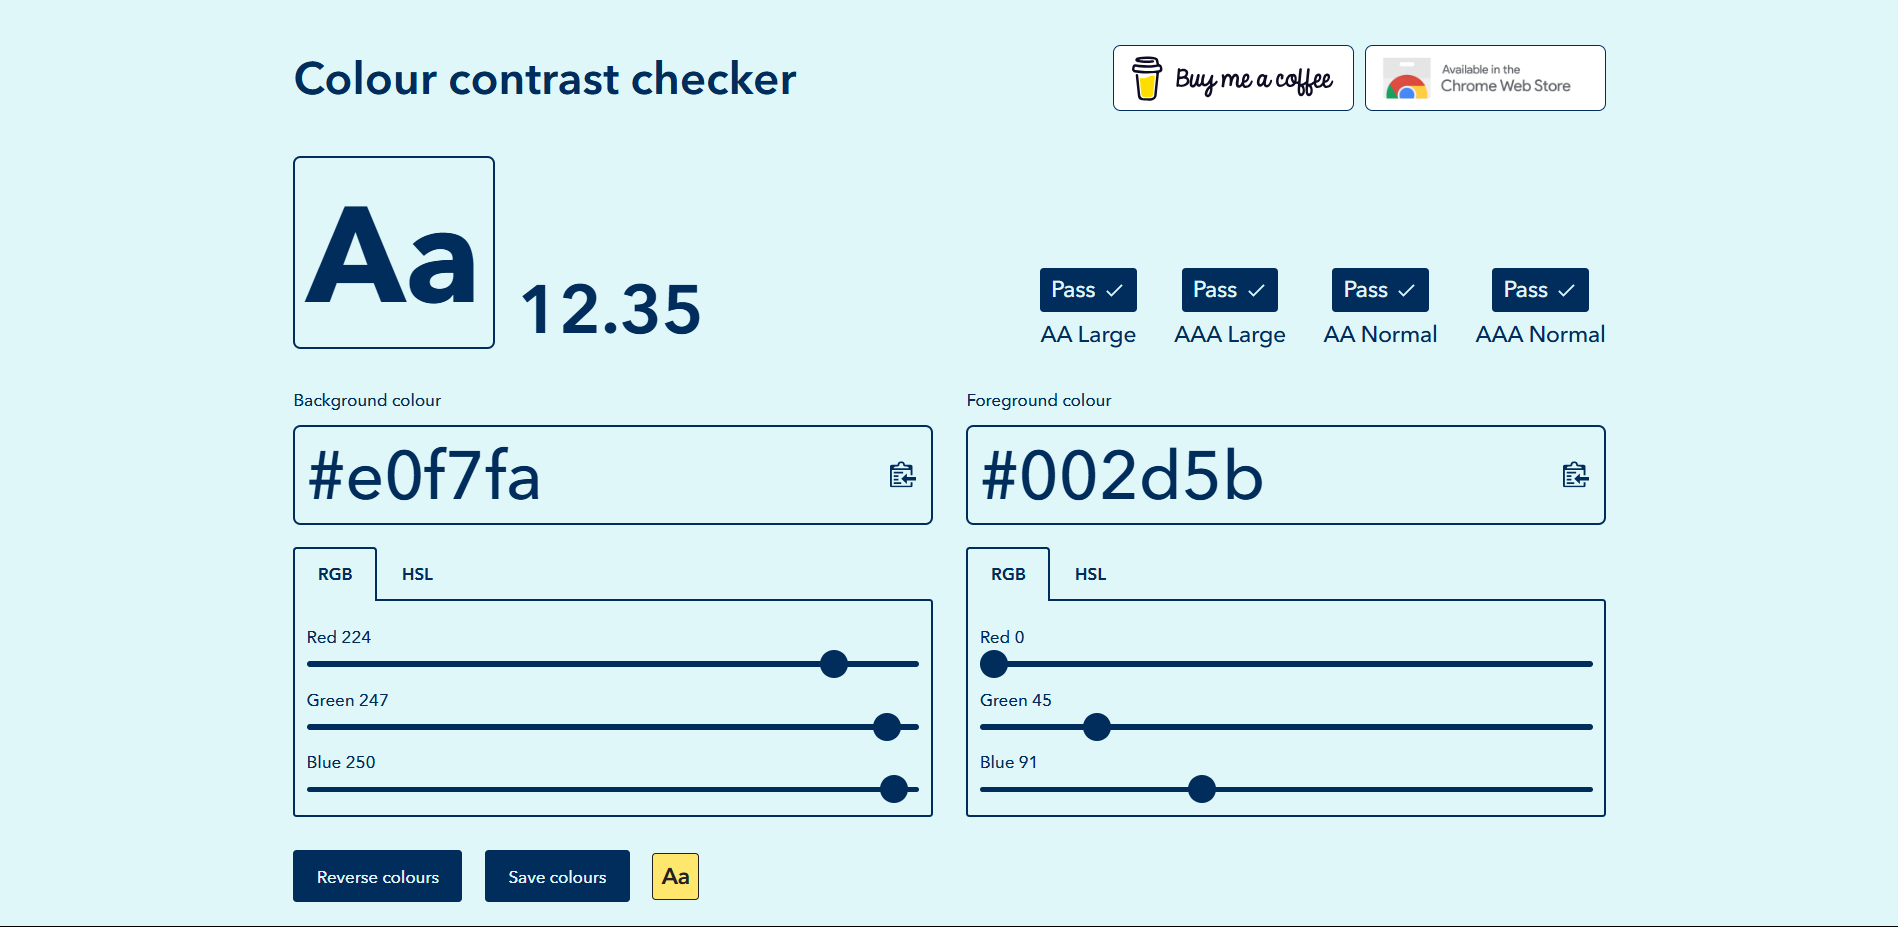 Colour contrast checker
Buy me a coffee
Available in the
Chrome Web Store
Aa
12.35
Pass
AA Large
Pass
AAA Large
Pass
AA Normal
Pass
AAA Normal
Background colour
#e0f7fa
RGB HSL
Red 224
Green 247
Blue 250
Foreground colour
#002d5b
RGB HSL
Red 0
Green 45
Blue 91
Reverse colours
Save colours
Aa